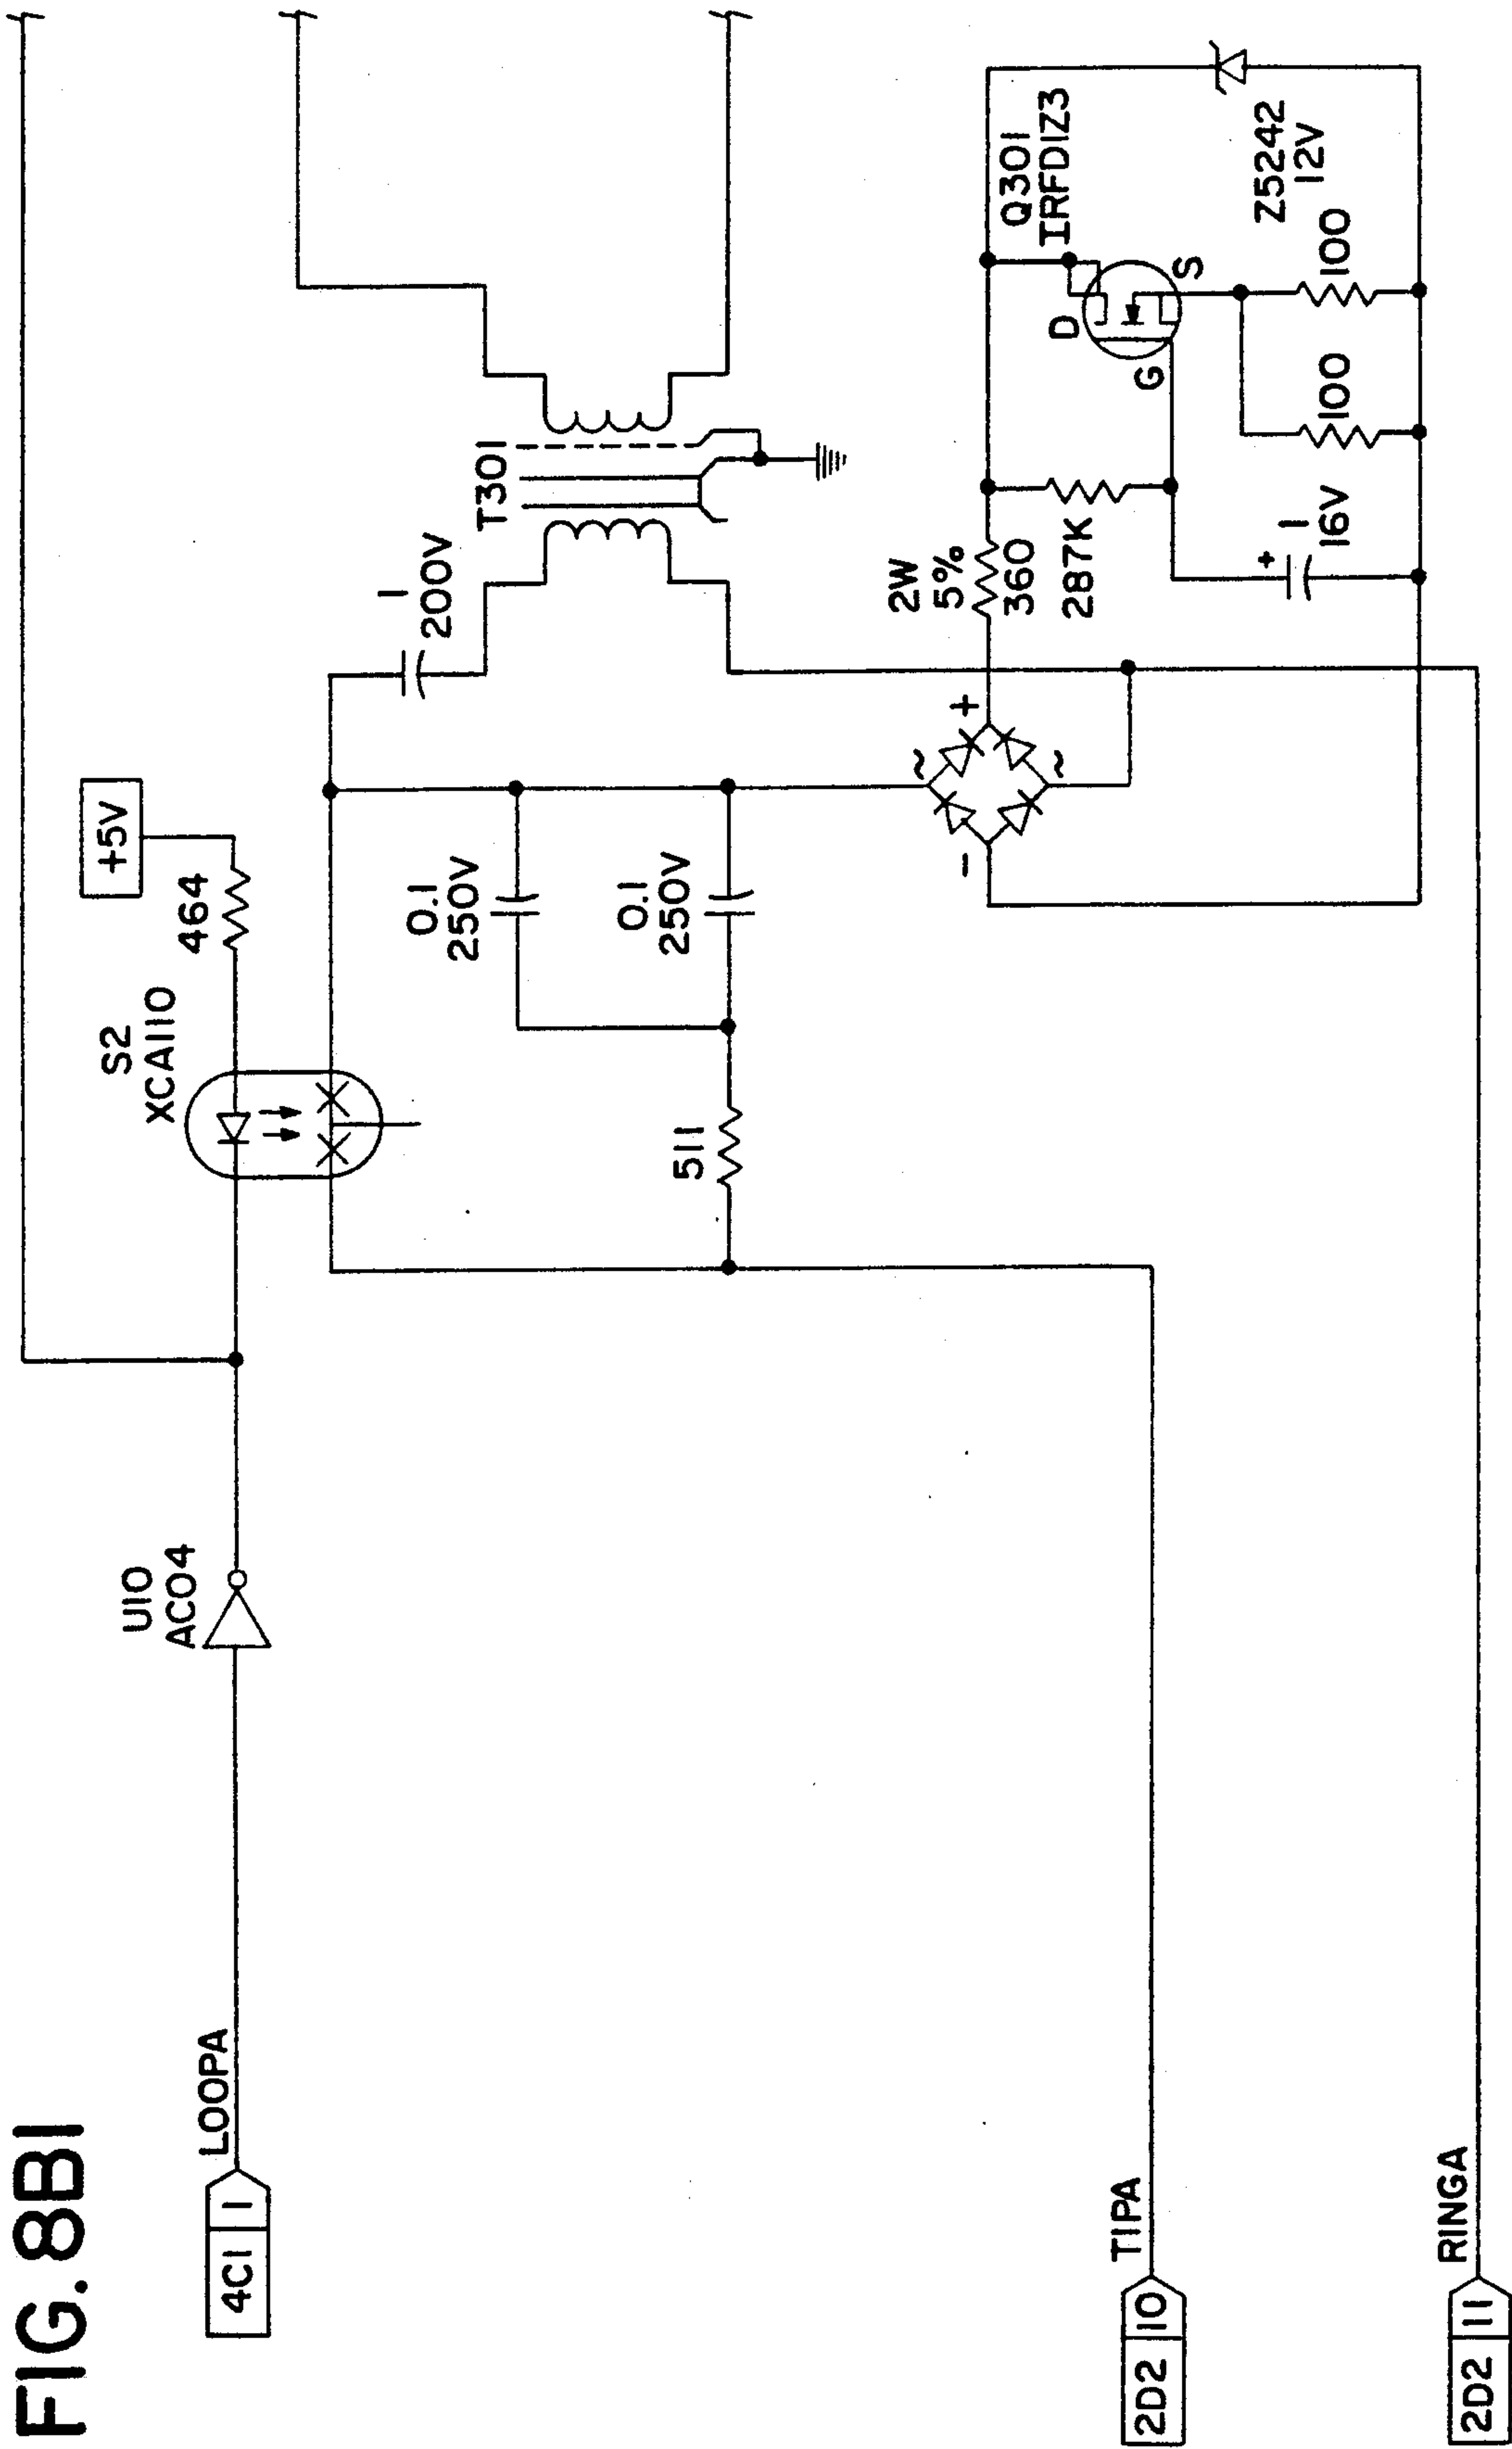 FIG. 8B1
4C1 1
LOOPA
U10
AC04
S2
XCA110
464
+5V
0.1
250V
0.1
250V
511
1
200V
T301
~
+
-
~
2W
5%
360
287K
+
1
16V
Q301
IRFD1Z3
D
G
S
100
100
Z5242
12V
2D2 10
TIPA
2D2 11
RINGA